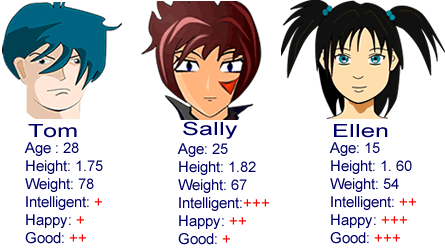 Tom
Age : 28
Height: 1.75
Weight: 78
Intelligent: +
Happy: +
Good: ++
Sally
Age: 25
Height: 1.82
Weight: 67
Intelligent:+++
Happy: ++
Good: +
Ellen
Age: 15
Height: 1. 60
Weight: 54
Intelligent: ++
Happy: +++
Good: +++